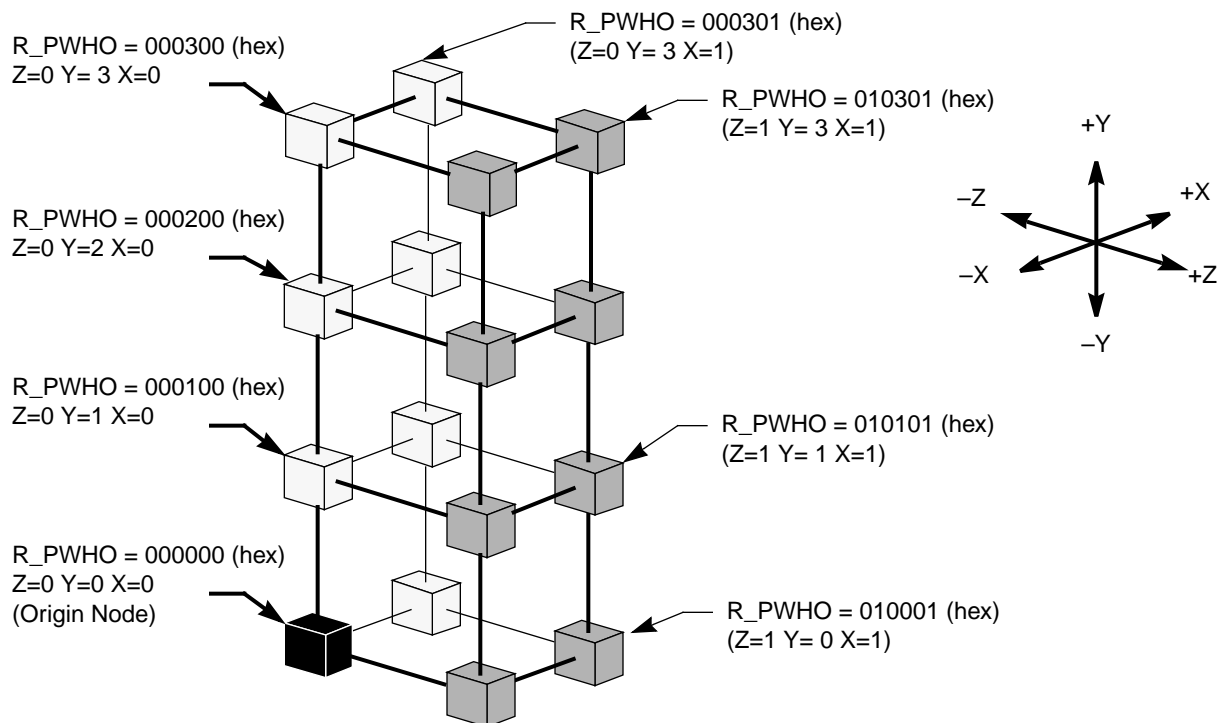 R_PWHO = 000301 (hex)
(Z=0 Y= 3 X=1)
R_PWHO = 000300 (hex)
Z=0 Y= 3 X=0
R_PWHO = 010301 (hex)
(Z=1 Y= 3 X=1)
+Y
–Z
+X
–X
+Z
–Y
R_PWHO = 000200 (hex)
Z=0 Y=2 X=0
R_PWHO = 000100 (hex)
Z=0 Y=1 X=0
R_PWHO = 010101 (hex)
(Z=1 Y= 1 X=1)
R_PWHO = 000000 (hex)
Z=0 Y=0 X=0
(Origin Node)
R_PWHO = 010001 (hex)
(Z=1 Y= 0 X=1)